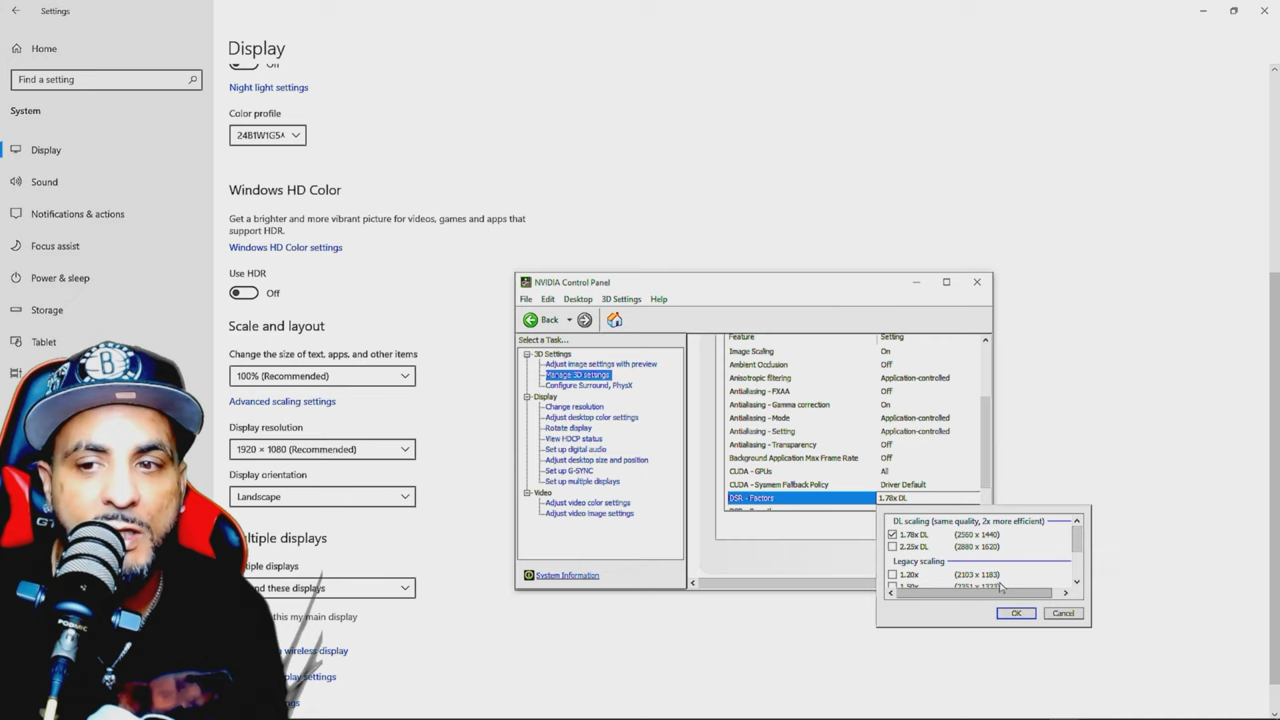 Settings
Home
Find a setting
System
Display
Sound
Notifications & actions
Focus assist
Power & sleep
Storage
Tablet
Display
Off
Night light settings
Color profile
24B1W1G5
Windows HD Color
Get a brighter and more vibrant picture for videos, games and apps that
support HDR.
Windows HD Color settings
Use HDR
Off
Scale and layout
Change the size of text, apps, and other items
100% (Recommended)
Advanced scaling settings
Display resolution
1920 × 1080 (Recommended)
Display orientation
Landscape
ultiple displays
ltiple displays
nd these displays
this my main display
wireless display
play settings
NVIDIA Control Panel
File Edit Desktop 3D Settings Help
Back
Select a Task...
3D Settings
Adjust image settings with preview
Manage 3D settings
Configure Surround, PhysX
Display
Change resolution
Adjust desktop color settings
Rotate display
View HDCP status
Set up digital audio
Adjust desktop size and position
Set up G-SYNC
Set up multiple displays
Video
Adjust video color settings
Adjust video image settings
System Information
Feature Setting
Image Scaling On
Ambient Occlusion Off
Anisotropic filtering Application-controlled
Antialiasing - FXAA Off
Antialiasing - Gamma correction On
Antialiasing - Mode Application-controlled
Antialiasing - Setting Application-controlled
Antialiasing - Transparency Off
Background Application Max Frame Rate Off
CUDA - GPUs All
CUDA - Sysmem Fallback Policy Driver Default
DSR - Factors 1.78x DL
DL scaling (same quality, 2x more efficient)
1.78x DL (2560 x 1440)
2.25x DL (2880 x 1620)
Legacy scaling
1.20x (2103 x 1183)
OK Cancel
PODMIC